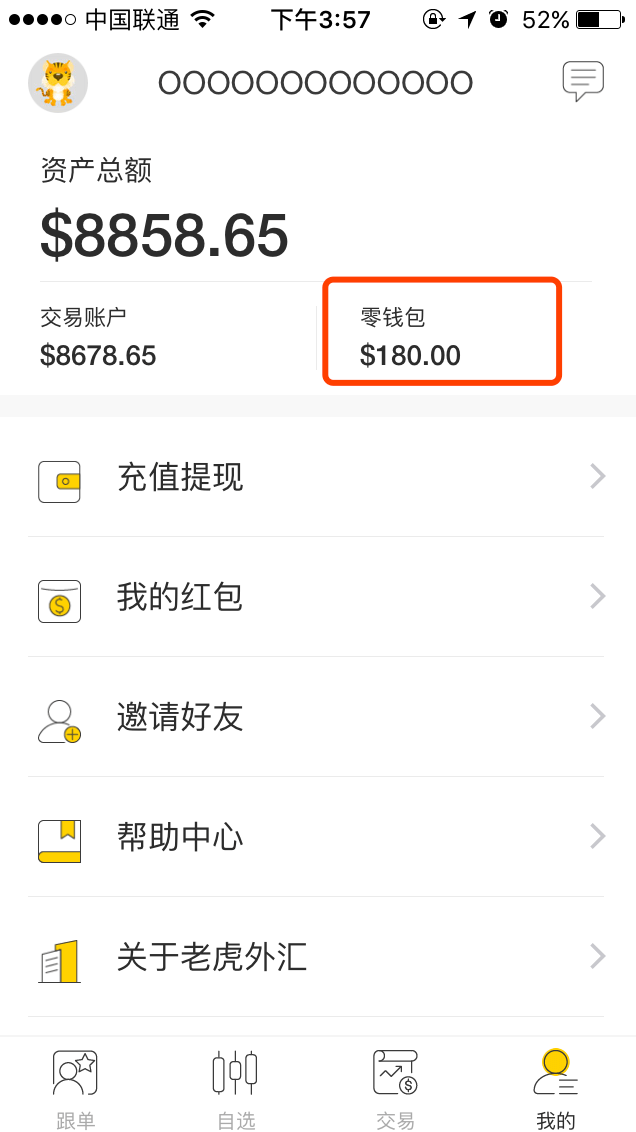 中国联通 下午3:57 52%
OOOOOOOOOOOOO
资产总额
$8858.65
交易账户 零钱包
$8678.65 $180.00
充值提现
我的红包
邀请好友
帮助中心
关于老虎外汇
跟单 自选 交易 我的